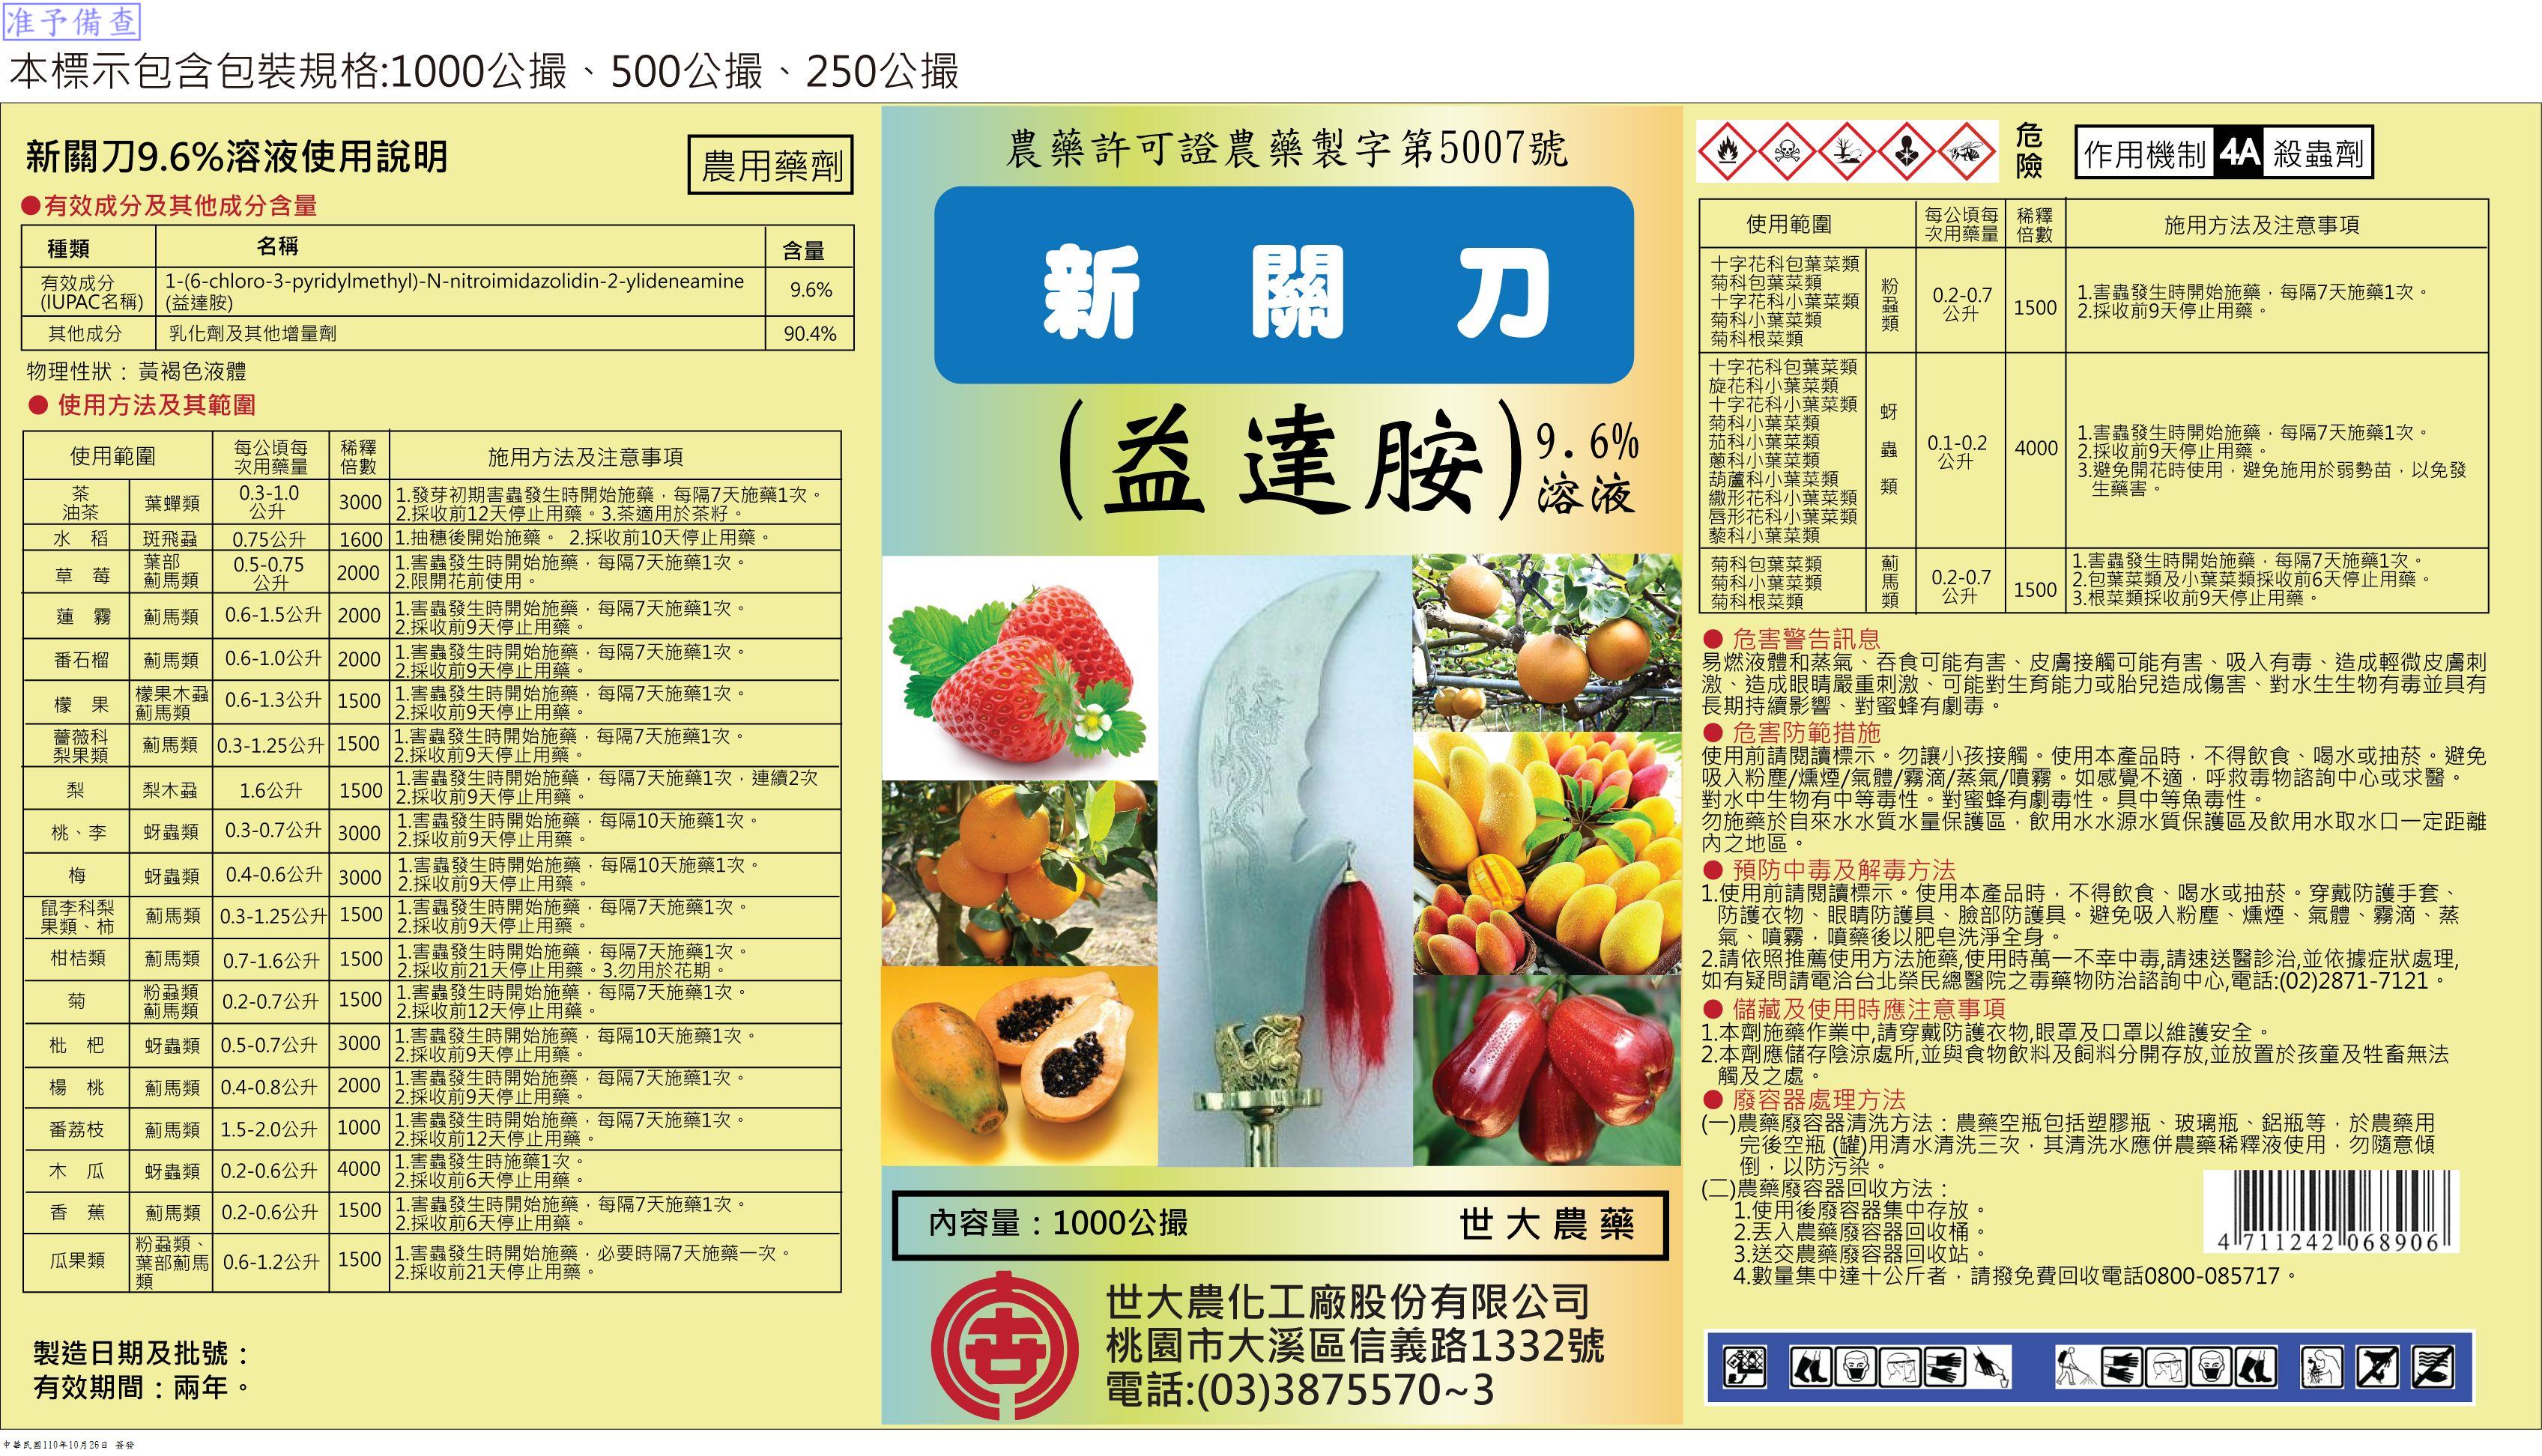 准予備查
本標示包含包裝規格:1000公撮、500公撮、250公撮
新關刀9.6%溶液使用說明
農用藥劑
●有效成分及其他成分含量
種類 名稱 含量
有效成分 (IUPAC名稱) 1-(6-chloro-3-pyridylmethyl)-N-nitroimidazolidin-2-ylideneamine (益達胺) 9.6%
其他成分 乳化劑及其他增量劑 90.4%
物理性狀：黃褐色液體
● 使用方法及其範圍
使用範圍 每公頃每次用藥量 稀釋倍數 施用方法及注意事項
茶 油茶 葉蟬類 0.3-1.0公升 3000 1.發芽初期害蟲發生時開始施藥，每隔7天施藥1次。
2.採收前12天停止用藥。3.茶適用於茶籽。
水 稻 斑飛蝨 0.75公升 1600 1.抽穗後開始施藥。 2.採收前10天停止用藥。
草 莓 葉部薊馬類 0.5-0.75公升 2000 1.害蟲發生時開始施藥，每隔7天施藥1次。
2.限開花前使用。
蓮 霧 薊馬類 0.6-1.5公升 2000 1.害蟲發生時開始施藥，每隔7天施藥1次。
2.採收前9天停止用藥。
番石榴 薊馬類 0.6-1.0公升 2000 1.害蟲發生時開始施藥，每隔7天施藥1次。
2.採收前9天停止用藥。
檬 果 檬果木蝨 薊馬類 0.6-1.3公升 1500 1.害蟲發生時開始施藥，每隔7天施藥1次。
2.採收前9天停止用藥。
薔薇科梨果類 薊馬類 0.3-1.25公升 1500 1.害蟲發生時開始施藥，每隔7天施藥1次。
2.採收前9天停止用藥。
梨 梨木蝨 1.6公升 1500 1.害蟲發生時開始施藥，每隔7天施藥1次，連續2次
2.採收前9天停止用藥。
桃、李 蚜蟲類 0.3-0.7公升 3000 1.害蟲發生時開始施藥，每隔10天施藥1次。
2.採收前9天停止用藥。
梅 蚜蟲類 0.4-0.6公升 3000 1.害蟲發生時開始施藥，每隔10天施藥1次。
2.採收前9天停止用藥。
鼠李科梨果類、柿 薊馬類 0.3-1.25公升 1500 1.害蟲發生時開始施藥，每隔7天施藥1次。
2.採收前9天停止用藥。
柑桔類 薊馬類 0.7-1.6公升 1500 1.害蟲發生時開始施藥，每隔7天施藥1次。
2.採收前21天停止用藥。3.勿用於花期。
菊 粉蝨類 薊馬類 0.2-0.7公升 1500 1.害蟲發生時開始施藥，每隔7天施藥1次。
2.採收前12天停止用藥。
枇 杷 蚜蟲類 0.5-0.7公升 3000 1.害蟲發生時開始施藥，每隔10天施藥1次。
2.採收前9天停止用藥。
楊 桃 薊馬類 0.4-0.8公升 2000 1.害蟲發生時開始施藥，每隔7天施藥1次。
2.採收前9天停止用藥。
番荔枝 薊馬類 1.5-2.0公升 1000 1.害蟲發生時開始施藥，每隔7天施藥1次。
2.採收前12天停止用藥。
木 瓜 蚜蟲類 0.2-0.6公升 4000 1.害蟲發生時施藥1次。
2.採收前6天停止用藥。
香 蕉 薊馬類 0.2-0.6公升 1500 1.害蟲發生時開始施藥，每隔7天施藥1次。
2.採收前6天停止用藥。
瓜果類 粉蝨類、葉部薊馬類 0.6-1.2公升 1500 1.害蟲發生時開始施藥，必要時隔7天施藥一次。
2.採收前21天停止用藥。
製造日期及批號：
有效期間：兩年。
農藥許可證農藥製字第5007號
新 關 刀
(益達胺) 9.6% 溶液
內容量：1000公撮 世大農藥
世大農化工廠股份有限公司
桃園市大溪區信義路1332號
電話:(03)3875570~3
危險
作用機制 4A 殺蟲劑
使用範圍 每公頃每次用藥量 稀釋倍數 施用方法及注意事項
十字花科包葉菜類
菊科包葉菜類
十字花科小葉菜類
菊科小葉菜類
菊科根菜類
粉蝨類 0.2-0.7公升 1500 1.害蟲發生時開始施藥，每隔7天施藥1次。
2.採收前9天停止用藥。
十字花科包葉菜類
旋花科小葉菜類
十字花科小葉菜類
菊科小葉菜類
茄科小葉菜類
蔥科小葉菜類
葫蘆科小葉菜類
繖形花科小葉菜類
唇形花科小葉菜類
藜科小葉菜類
蚜蟲類 0.1-0.2公升 4000 1.害蟲發生時開始施藥，每隔7天施藥1次。
2.採收前9天停止用藥。
3.避免開花時使用，避免施用於弱勢苗，以免發
生藥害。
菊科包葉菜類
菊科小葉菜類
菊科根菜類
薊馬類 0.2-0.7公升 1500 1.害蟲發生時開始施藥，每隔7天施藥1次。
2.包葉菜類及小葉菜類採收前6天停止用藥。
3.根菜類採收前9天停止用藥。
● 危害警告訊息
易燃液體和蒸氣、吞食可能有害、皮膚接觸可能有害、吸入有毒、造成輕微皮膚刺
激、造成眼睛嚴重刺激、可能對生育能力或胎兒造成傷害、對水生生物有毒並具有
長期持續影響、對蜜蜂有劇毒。
● 危害防範措施
使用前請閱讀標示。勿讓小孩接觸。使用本產品時，不得飲食、喝水或抽菸。避免
吸入粉塵/燻煙/氣體/霧滴/蒸氣/噴霧。如感覺不適，呼救毒物諮詢中心或求醫。
對水中生物有中等毒性。對蜜蜂有劇毒性。具中等魚毒性。
勿施藥於自來水水質水量保護區，飲用水水源水質保護區及飲用水取水口一定距離
內之地區。
● 預防中毒及解毒方法
1.使用前請閱讀標示。使用本產品時，不得飲食、喝水或抽菸。穿戴防護手套、
防護衣物、眼睛防護具、臉部防護具。避免吸入粉塵、燻煙、氣體、霧滴、蒸
氣、噴霧，噴藥後以肥皂洗淨全身。
2.請依照推薦使用方法施藥,使用時萬一不幸中毒,請速送醫診治,並依據症狀處理,
如有疑問請電洽台北榮民總醫院之毒藥物防治諮詢中心,電話:(02)2871-7121。
● 儲藏及使用時應注意事項
1.本劑施藥作業中,請穿戴防護衣物,眼罩及口罩以維護安全。
2.本劑應儲存陰涼處所,並與食物飲料及飼料分開存放,並放置於孩童及牲畜無法
觸及之處。
● 廢容器處理方法
(一)農藥廢容器清洗方法：農藥空瓶包括塑膠瓶、玻璃瓶、鋁瓶等，於農藥用
完後空瓶 (罐)用清水清洗三次，其清洗水應併農藥稀釋液使用，勿隨意傾
倒，以防污染。
(二)農藥廢容器回收方法：
1.使用後廢容器集中存放。
2.丟入農藥廢容器回收桶。
3.送交農藥廢容器回收站。
4.數量集中達十公斤者，請撥免費回收電話0800-085717。
4 711242 068906
中華民國110年10月26日 簽發